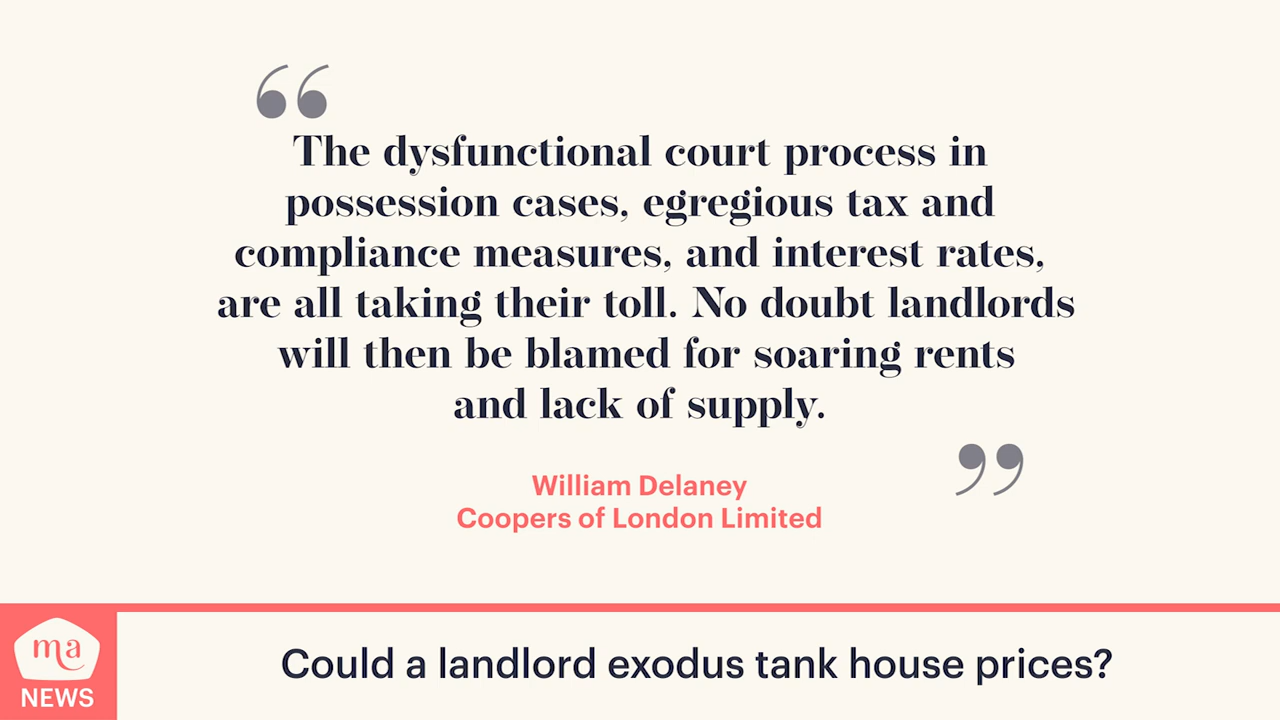 “
The dysfunctional court process in
possession cases, egregious tax and
compliance measures, and interest rates,
are all taking their toll. No doubt landlords
will then be blamed for soaring rents
and lack of supply.
”
William Delaney
Coopers of London Limited
ma
NEWS
Could a landlord exodus tank house prices?